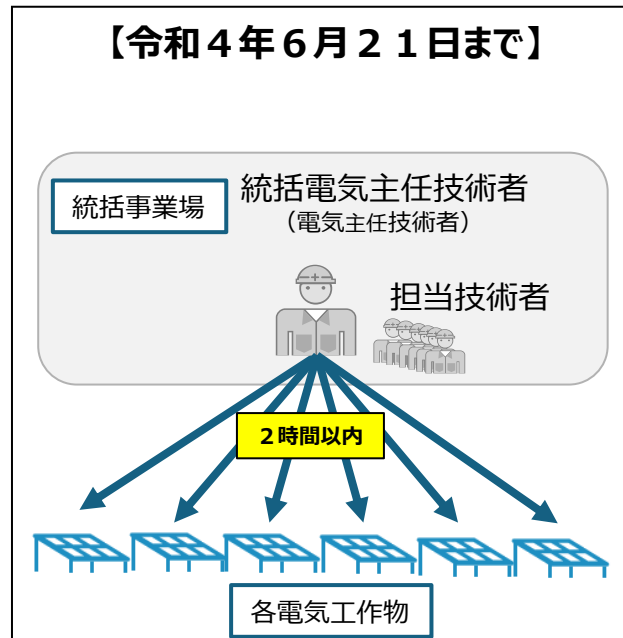 【令和４年６月２１日まで】
統括事業場
統括電気主任技術者
（電気主任技術者）
担当技術者
２時間以内
各電気工作物